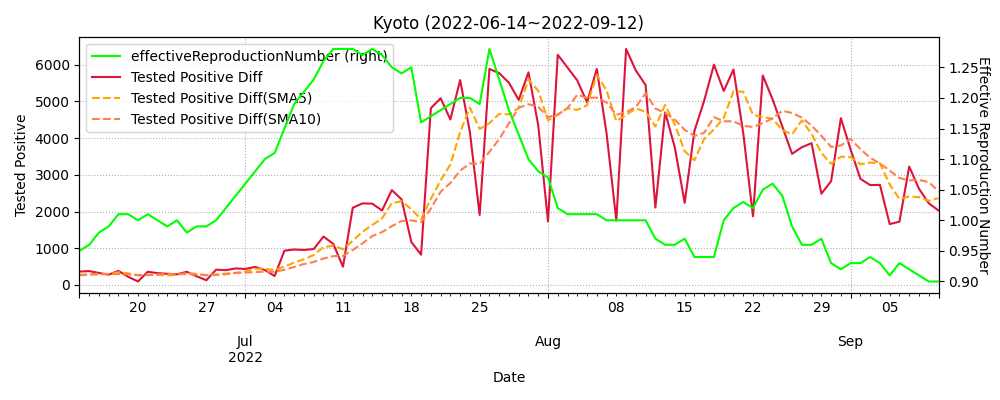 Kyoto (2022-06-14~2022-09-12)
effectiveReproductionNumber (right)
Tested Positive Diff
Tested Positive Diff(SMA5)
Tested Positive Diff(SMA10)
Tested Positive
6000
5000
4000
3000
2000
1000
0
1.25
1.20
1.15
1.10
1.05
1.00
0.95
0.90
Effective Reproduction Number
20 27 04 11 18 25 08 15 22 29 05
Jul Aug Sep
2022
Date